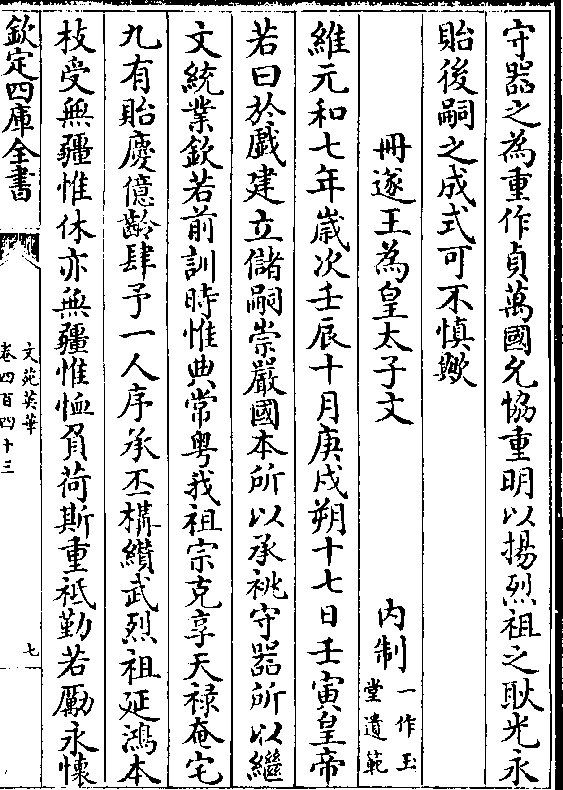 守器之為重作貞萬國允協重明以揚烈祖之耿光永
貽後嗣之成式可不慎歟
冊遂王為皇太子文　　　　內制一作玉堂遺範
維元和七年歲次壬辰十月庚戌朔十七日壬寅皇帝
若曰於戲建立儲嗣崇嚴國本所以承祧守器所以繼
文統業欽若前訓時惟典常粤我祖宗克享天祿奄宅
九有貽慶億齡肆予一人序承丕構纘武烈祖延鴻本
枝受無疆惟休亦無疆惟恤負荷斯重祗勤若厲永懷
欽定四庫全書
文苑英華
卷四百四十三
七